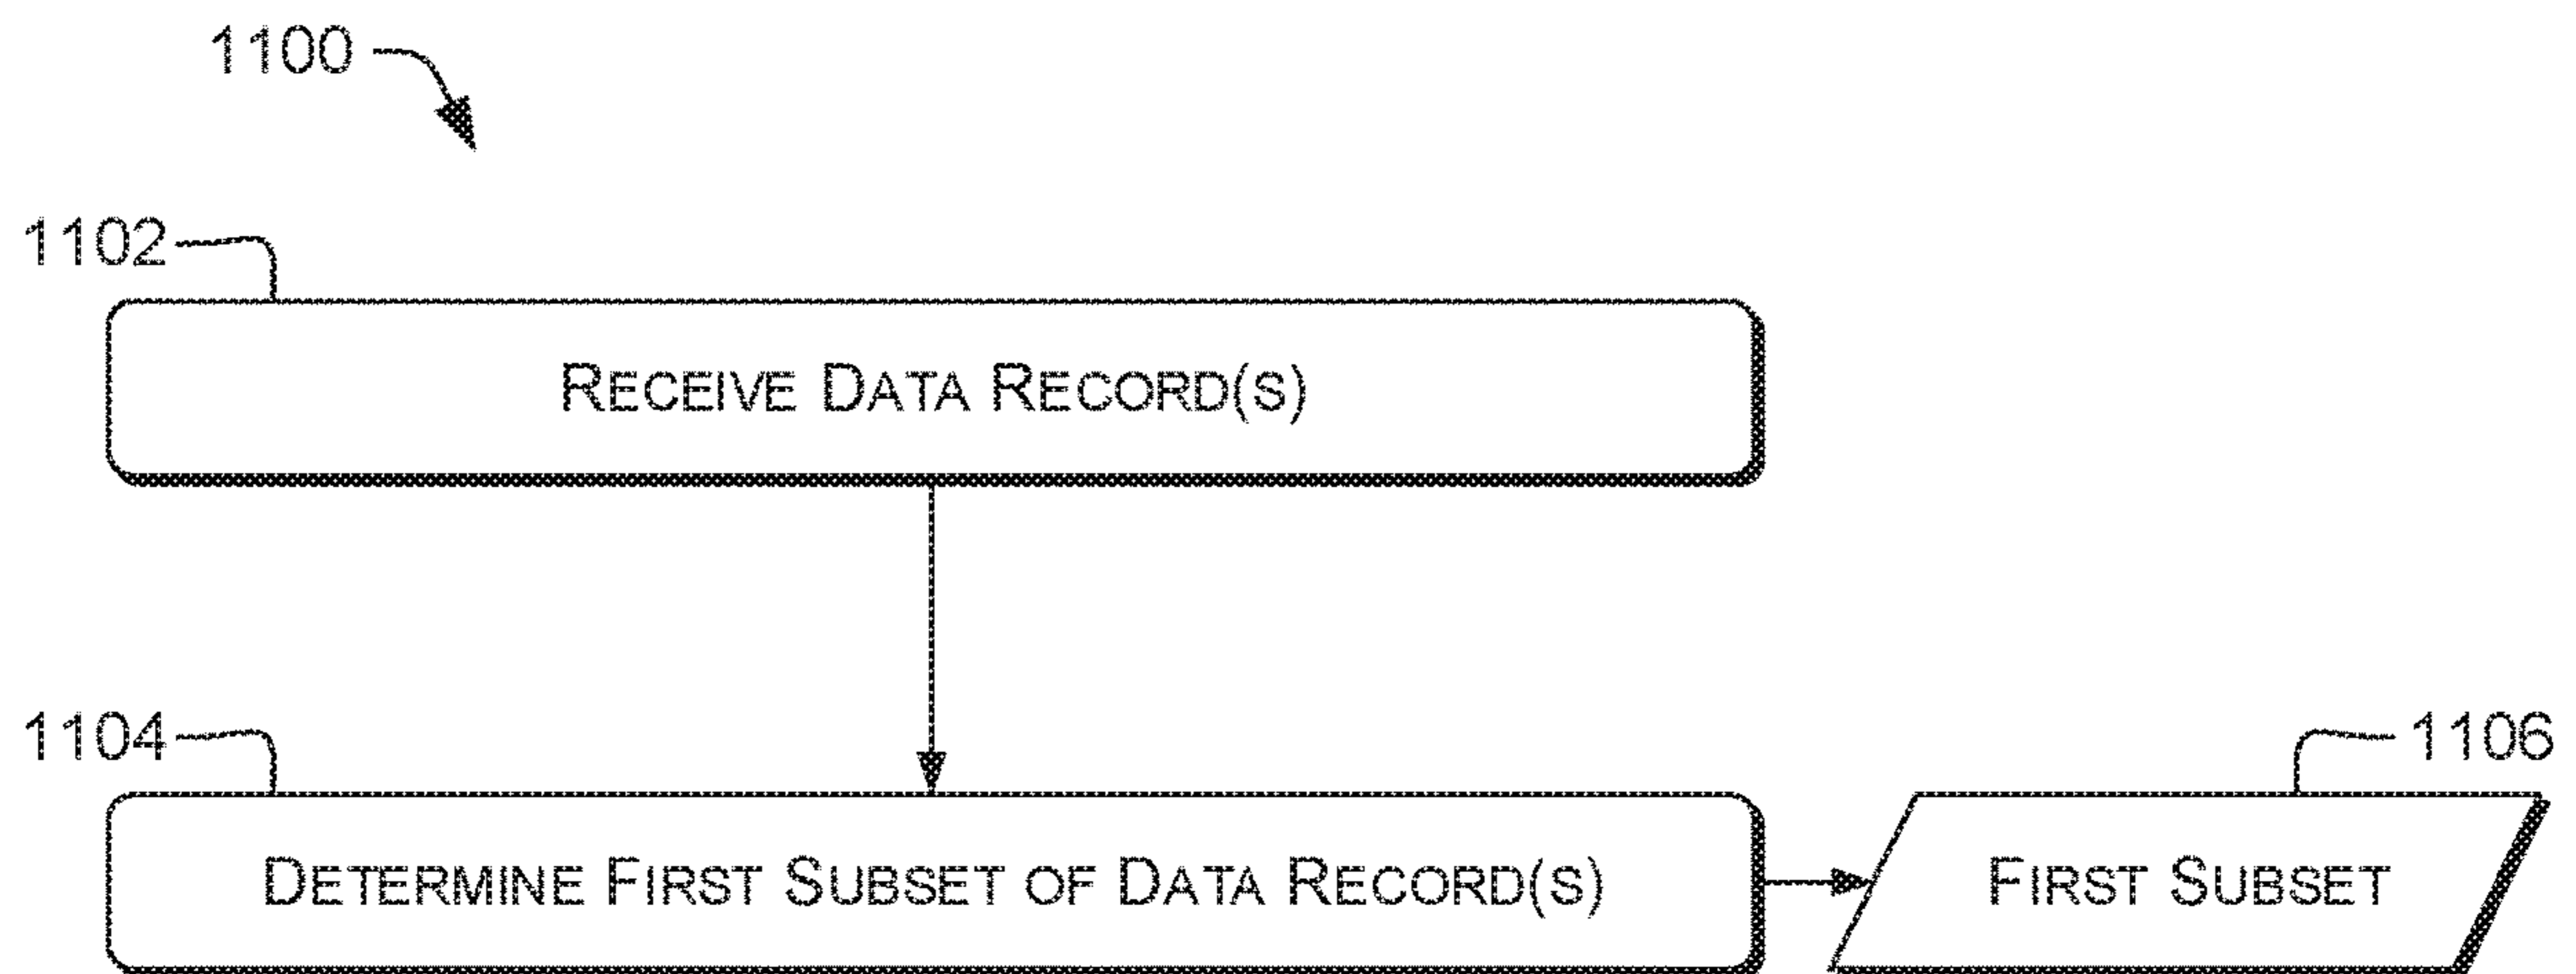 1100
1102
RECEIVE DATA RECORD(S)
1104
1106
DETERMINE FIRST SUBSET OF DATA RECORD(S)
FIRST SUBSET